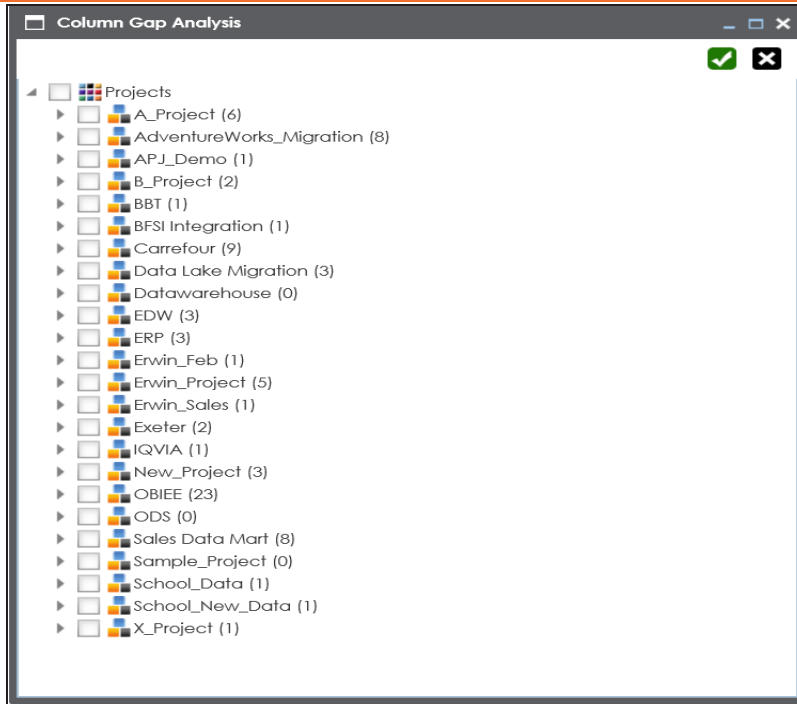 Column Gap Analysis
Projects
A_Project (6)
AdventureWorks_Migration (8)
APJ_Demo (1)
B_Project (2)
BBT (1)
BFSI Integration (1)
Carrefour (9)
Data Lake Migration (3)
Datawarehouse (0)
EDW (3)
ERP (3)
Erwin_Feb (1)
Erwin_Project (5)
Erwin_Sales (1)
Exeter (2)
IQVIA (1)
New_Project (3)
OBIEE (23)
ODS (0)
Sales Data Mart (8)
Sample_Project (0)
School_Data (1)
School_New_Data (1)
X_Project (1)